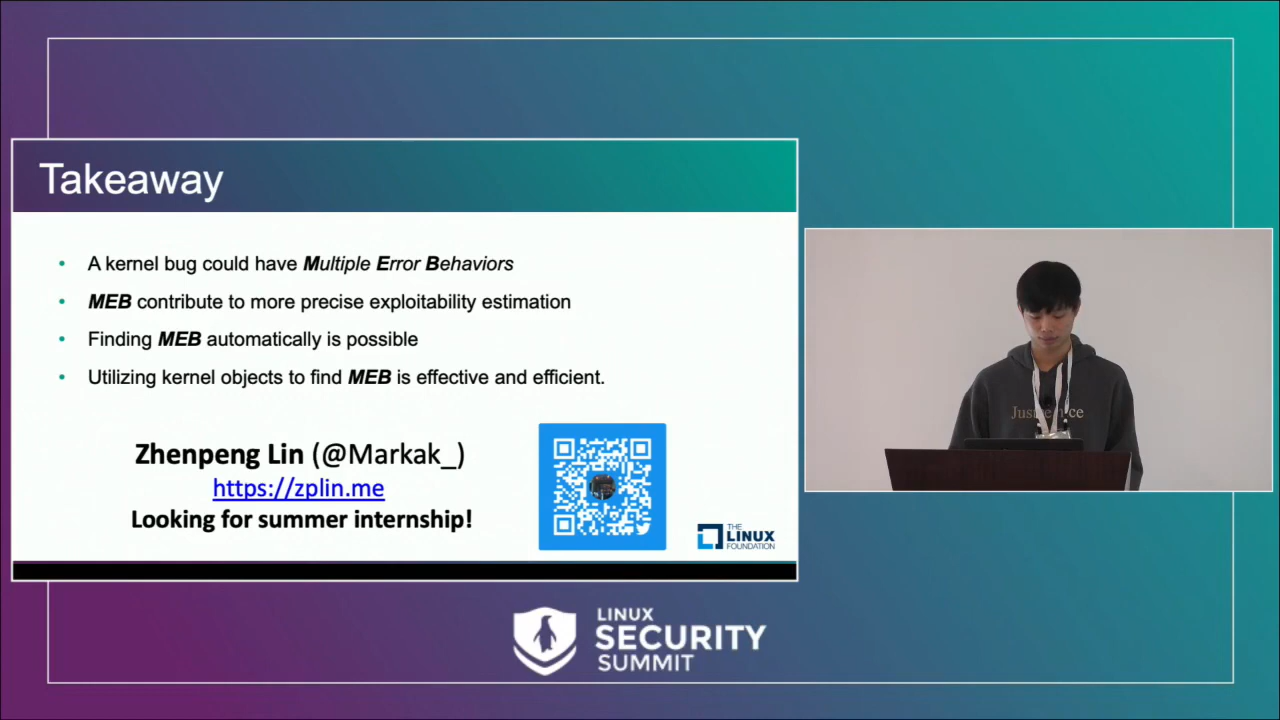 Takeaway
• A kernel bug could have Multiple Error Behaviors
• MEB contribute to more precise exploitability estimation
• Finding MEB automatically is possible
• Utilizing kernel objects to find MEB is effective and efficient.
Zhenpeng Lin (@Markak_)
https://zplin.me
Looking for summer internship!
THE
LINUX
FOUNDATION
LINUX
SECURITY
SUMMIT